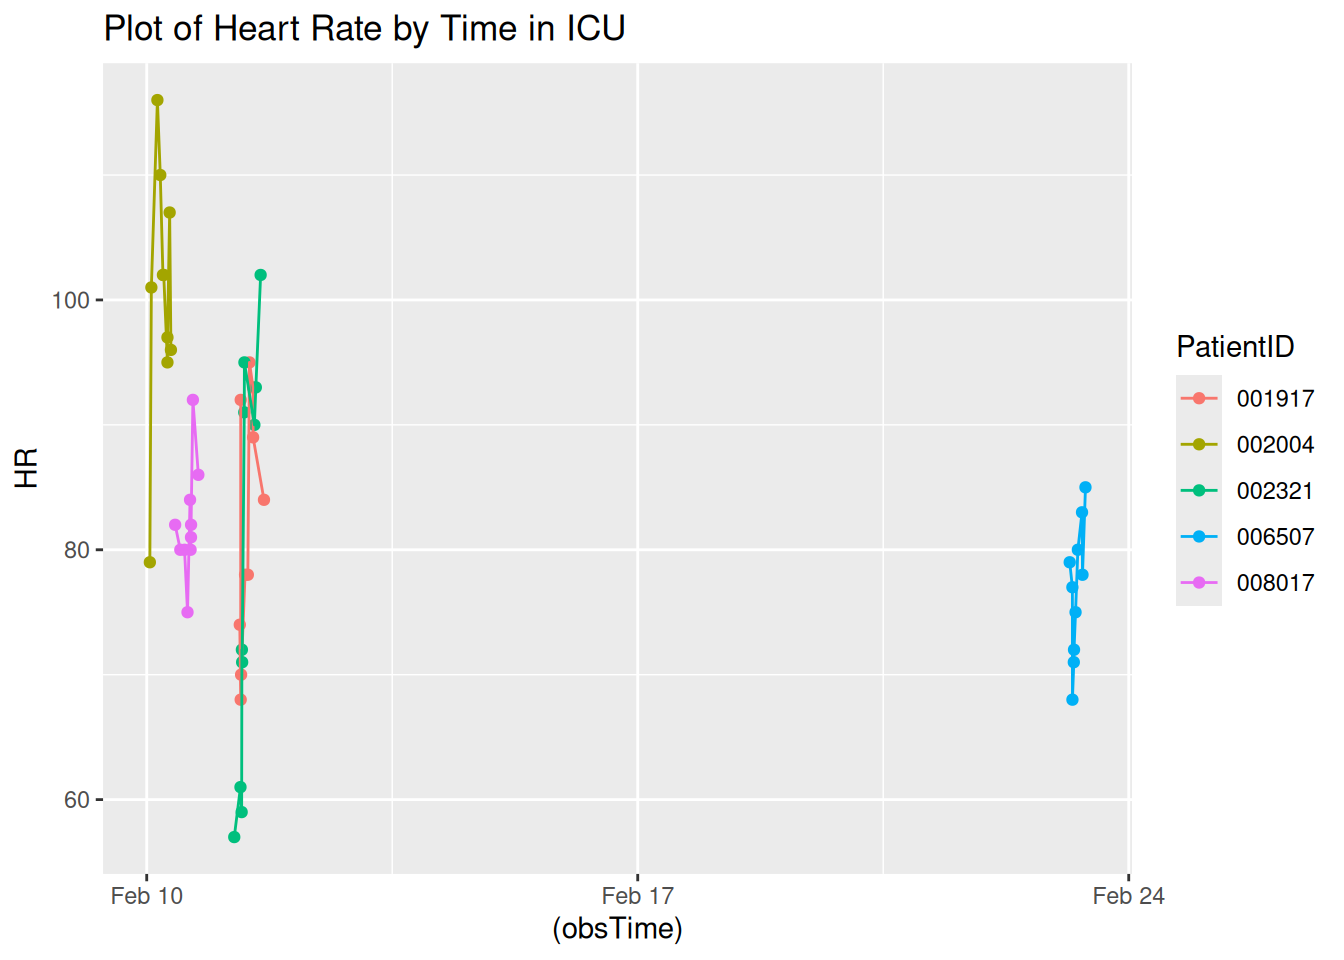 Plot of Heart Rate by Time in ICU
HR
100
80
60
Feb 10
Feb 17
Feb 24
(obsTime)
PatientID
001917
002004
002321
006507
008017